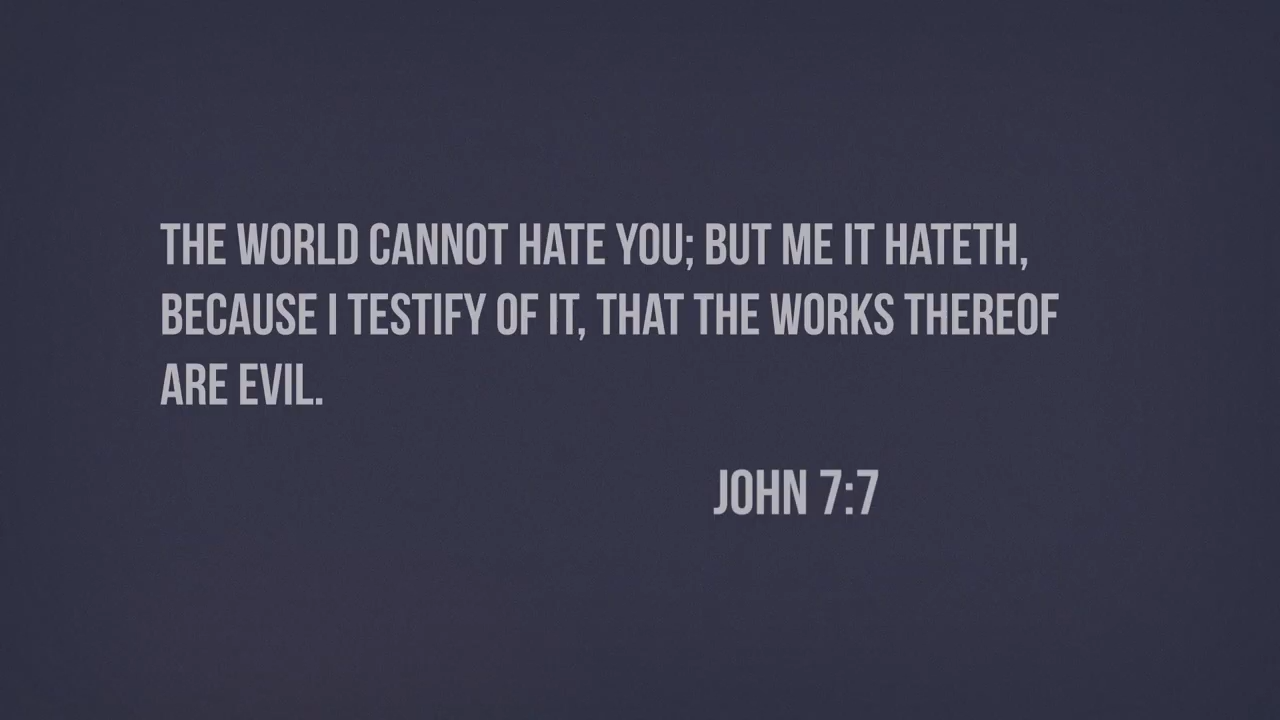 THE WORLD CANNOT HATE YOU; BUT ME IT HATETH,
BECAUSE I TESTIFY OF IT, THAT THE WORKS THEREOF
ARE EVIL.
JOHN 7:7